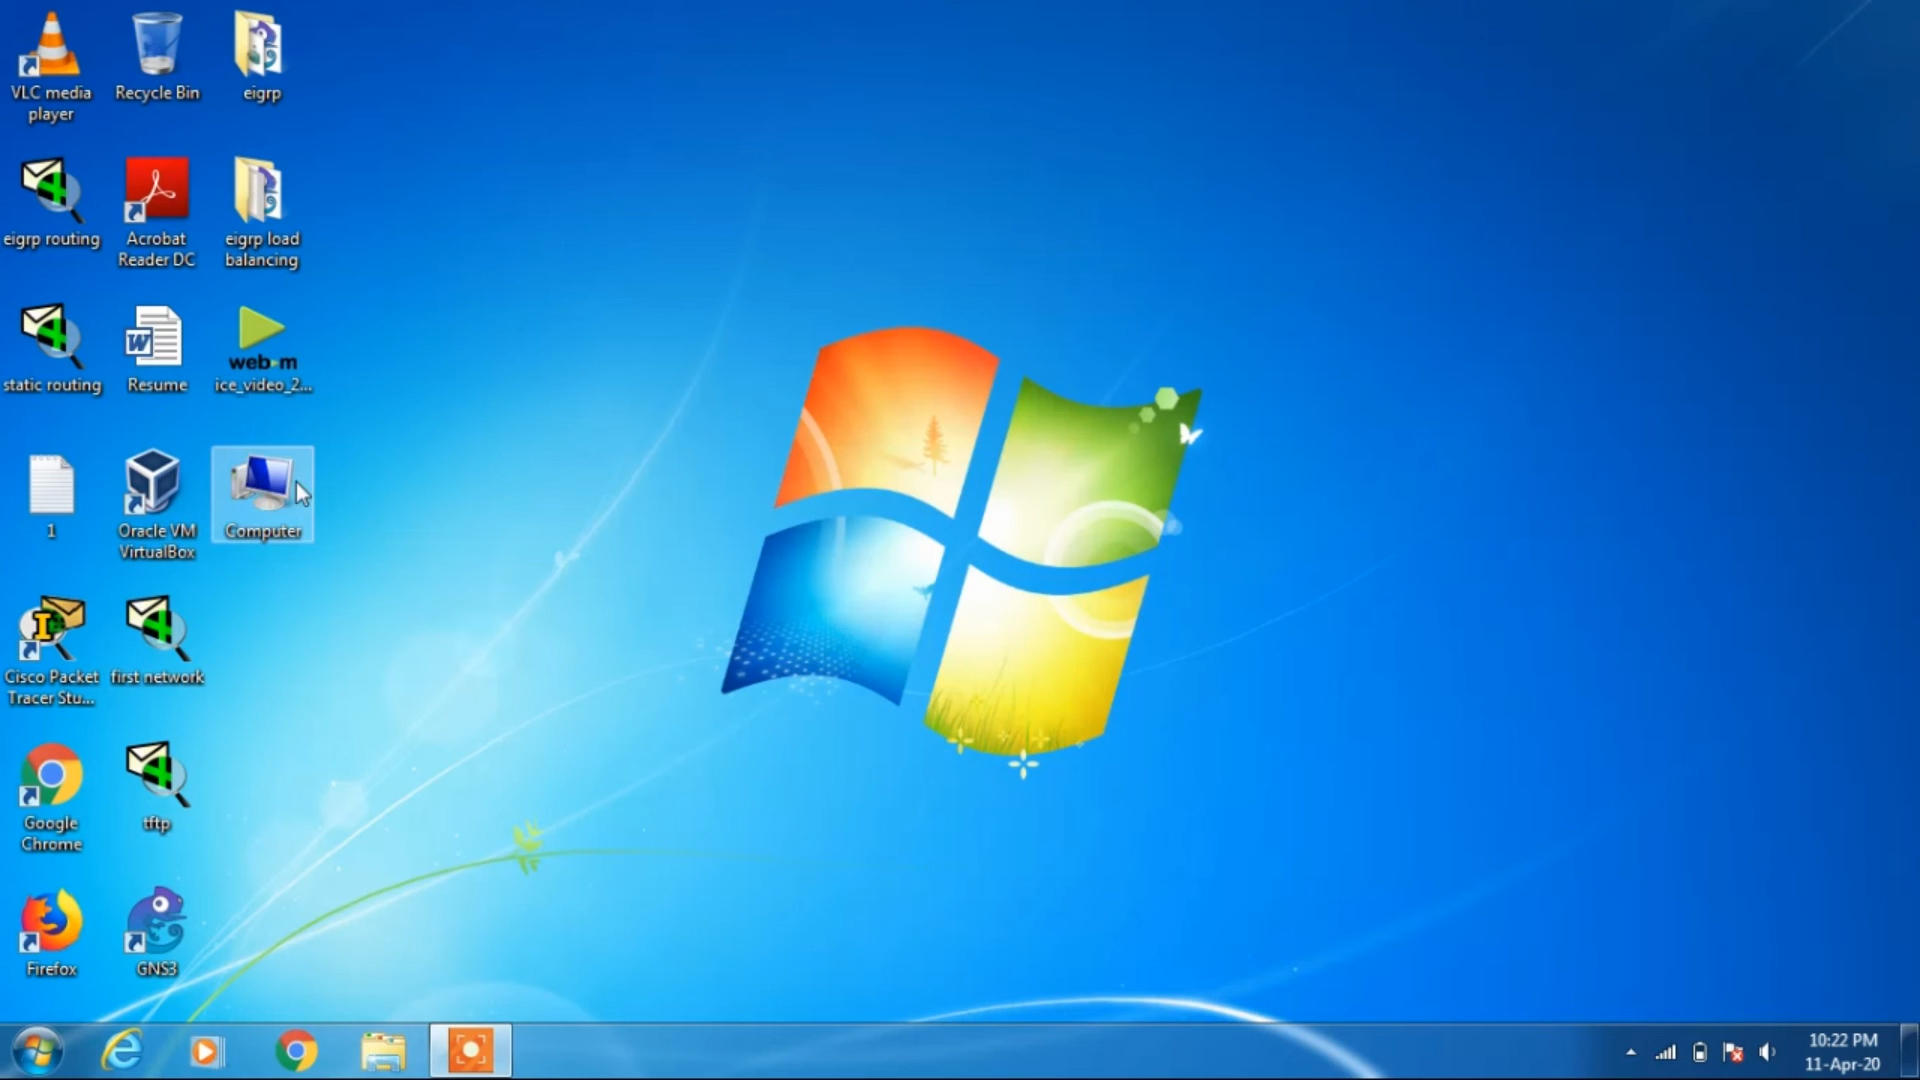 VLC media
player
Recycle Bin
eigrp
eigrp routing
Acrobat
Reader DC
eigrp load
balancing
static routing
Resume
web m
ice_video_2...
1
Oracle VM
VirtualBox
Computer
Cisco Packet
Tracer Stu...
first network
Google
Chrome
tftp
Firefox
GNS3
10:22 PM
11-Apr-20